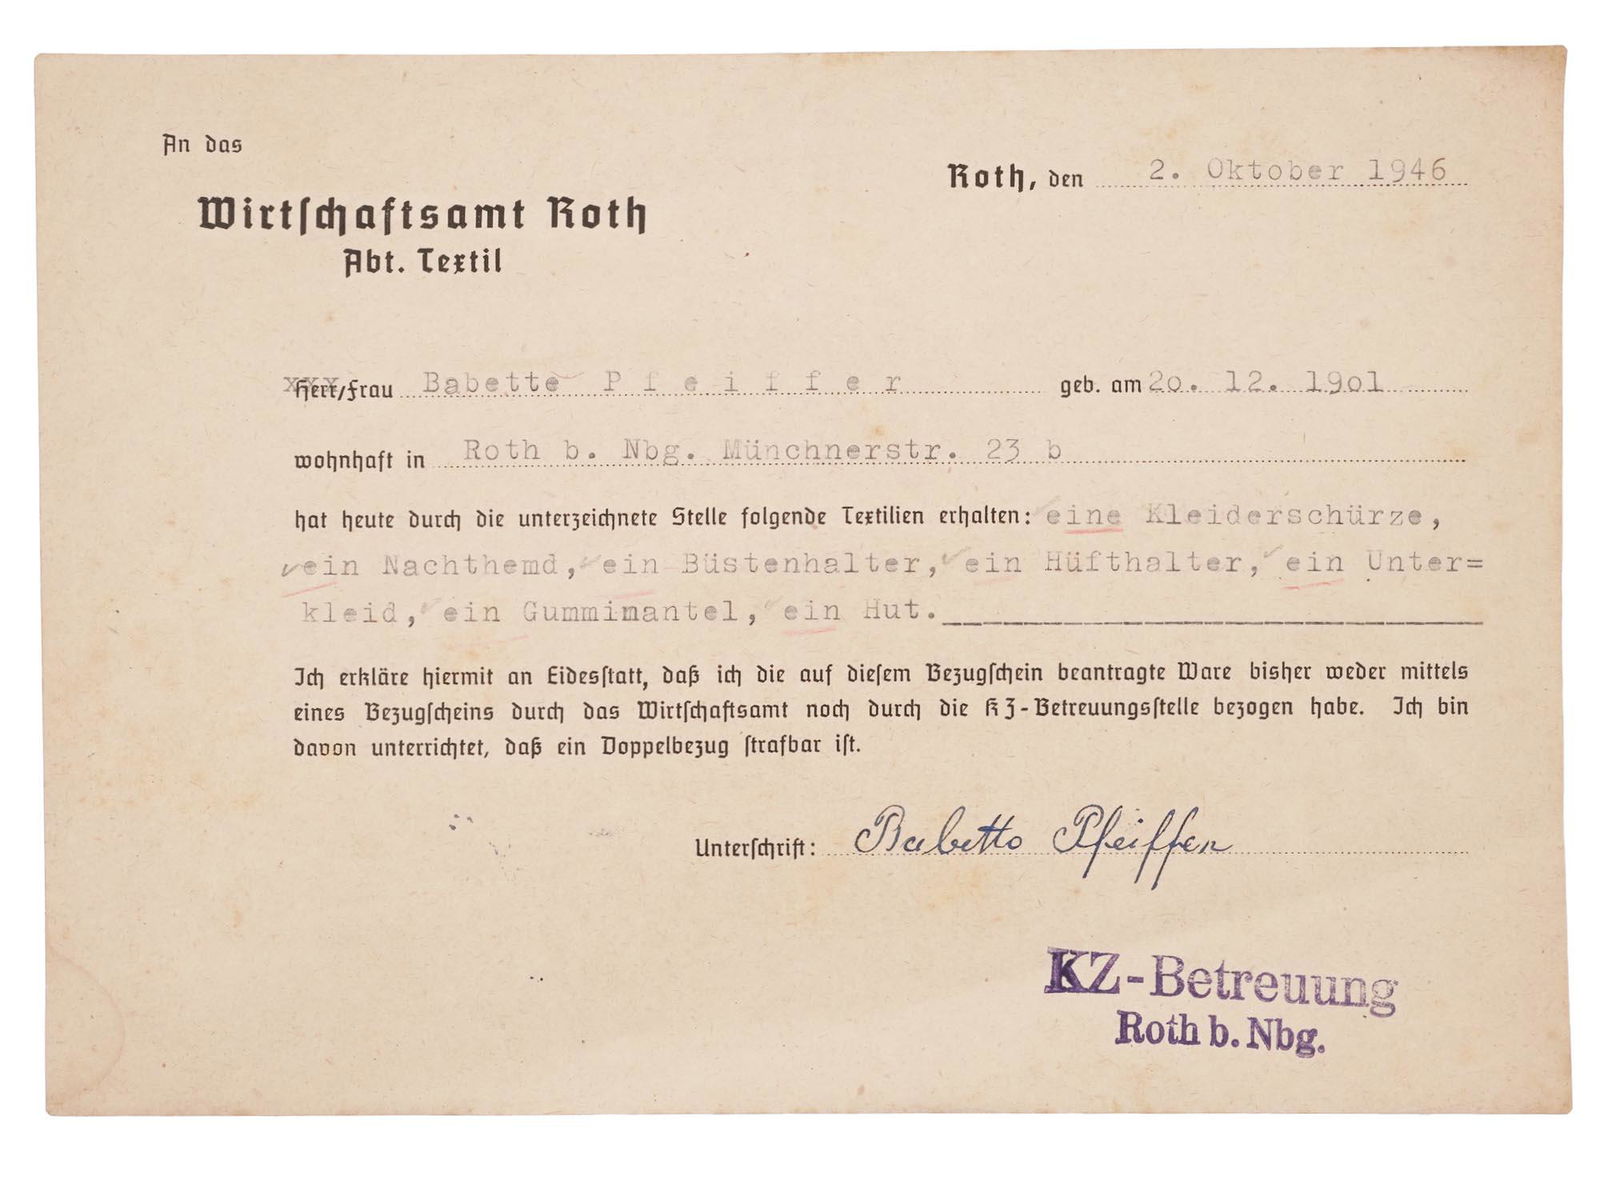 An das
Wirtschaftsamt Roth
Abt. Textil
Roth, den 2. Oktober 1946
Herr/Frau Babette P f e i f f e r geb. am 2o. 12. 19o1
wohnhaft in Roth b. Nbg. Münchnerstr. 23 b
hat heute durch die unterzeichnete Stelle folgende Textilien erhalten: eine Kleiderschürze,
ein Nachthemd, ein Büstenhalter, ein Hüfthalter, ein Unter=
kleid, ein Gummimantel, ein Hut.
Ich erkläre hiermit an Eidesstatt, daß ich die auf diesem Bezugschein beantragte Ware bisher weder mittels
eines Bezugscheins durch das Wirtschaftsamt noch durch die KZ-Betreuungsstelle bezogen habe. Ich bin
davon unterrichtet, daß ein Doppelbezug strafbar ist.
Unterschrift: Babette Pfeiffer
KZ-Betreuung
Roth b. Nbg.